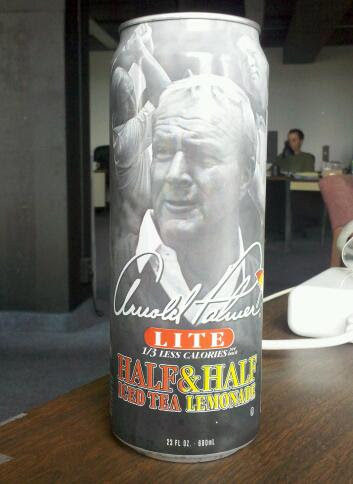 Arnold Palmer
LITE
1/3 LESS CALORIES
HALF & HALF
ICED TEA LEMONADE
23 FL OZ. - 680mL